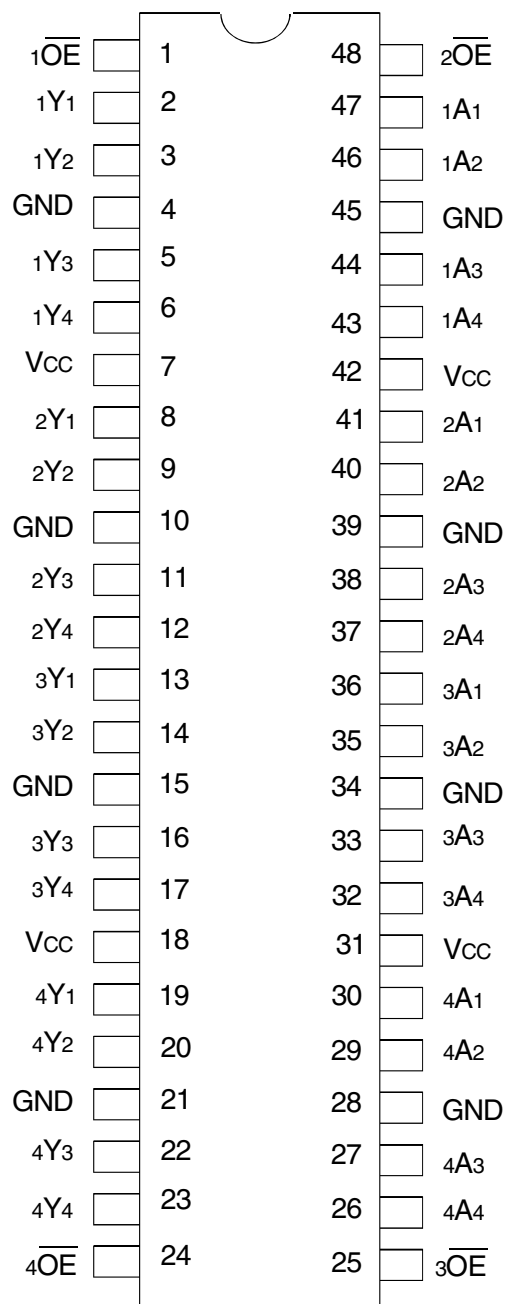 1O̅E̅ 1 48 2O̅E̅
1Y1 2 47 1A1
1Y2 3 46 1A2
GND 4 45 GND
1Y3 5 44 1A3
1Y4 6 43 1A4
VCC 7 42 VCC
2Y1 8 41 2A1
2Y2 9 40 2A2
GND 10 39 GND
2Y3 11 38 2A3
2Y4 12 37 2A4
3Y1 13 36 3A1
3Y2 14 35 3A2
GND 15 34 GND
3Y3 16 33 3A3
3Y4 17 32 3A4
VCC 18 31 VCC
4Y1 19 30 4A1
4Y2 20 29 4A2
GND 21 28 GND
4Y3 22 27 4A3
4Y4 23 26 4A4
4O̅E̅ 24 25 3O̅E̅